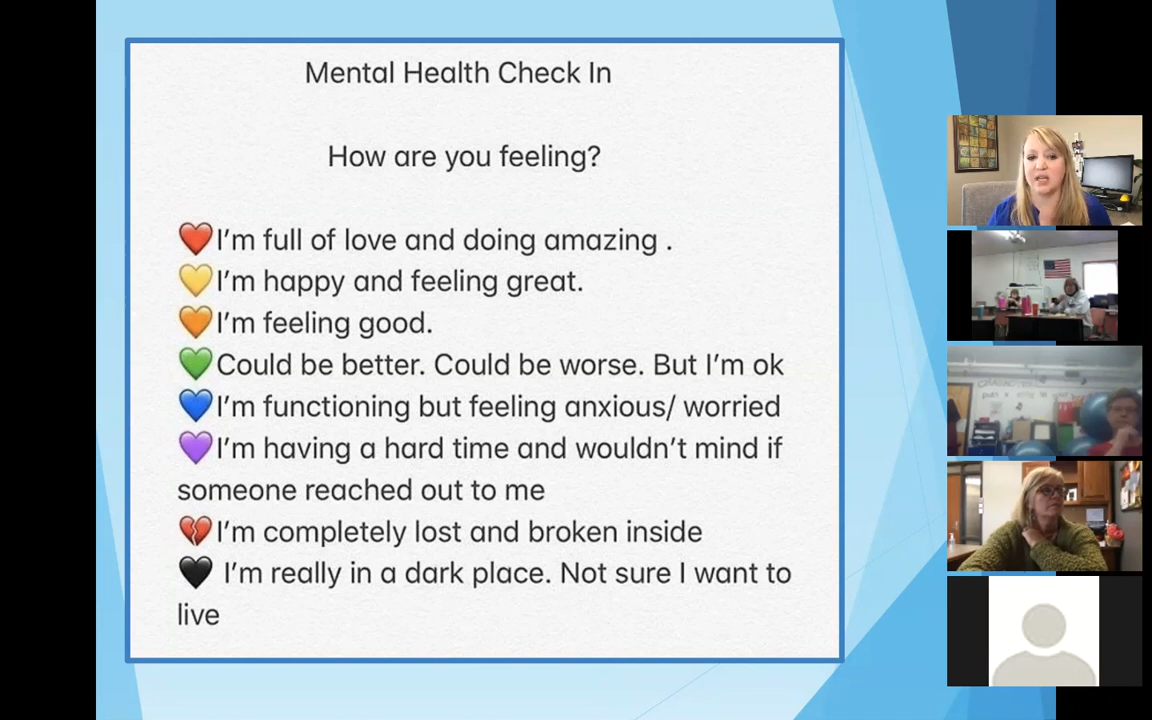 Mental Health Check In
How are you feeling?
❤️I'm full of love and doing amazing .
💛I'm happy and feeling great.
🧡I'm feeling good.
💚Could be better. Could be worse. But I'm ok
💙I'm functioning but feeling anxious/ worried
💜I'm having a hard time and wouldn't mind if
someone reached out to me
💔I'm completely lost and broken inside
🖤 I'm really in a dark place. Not sure I want to
live